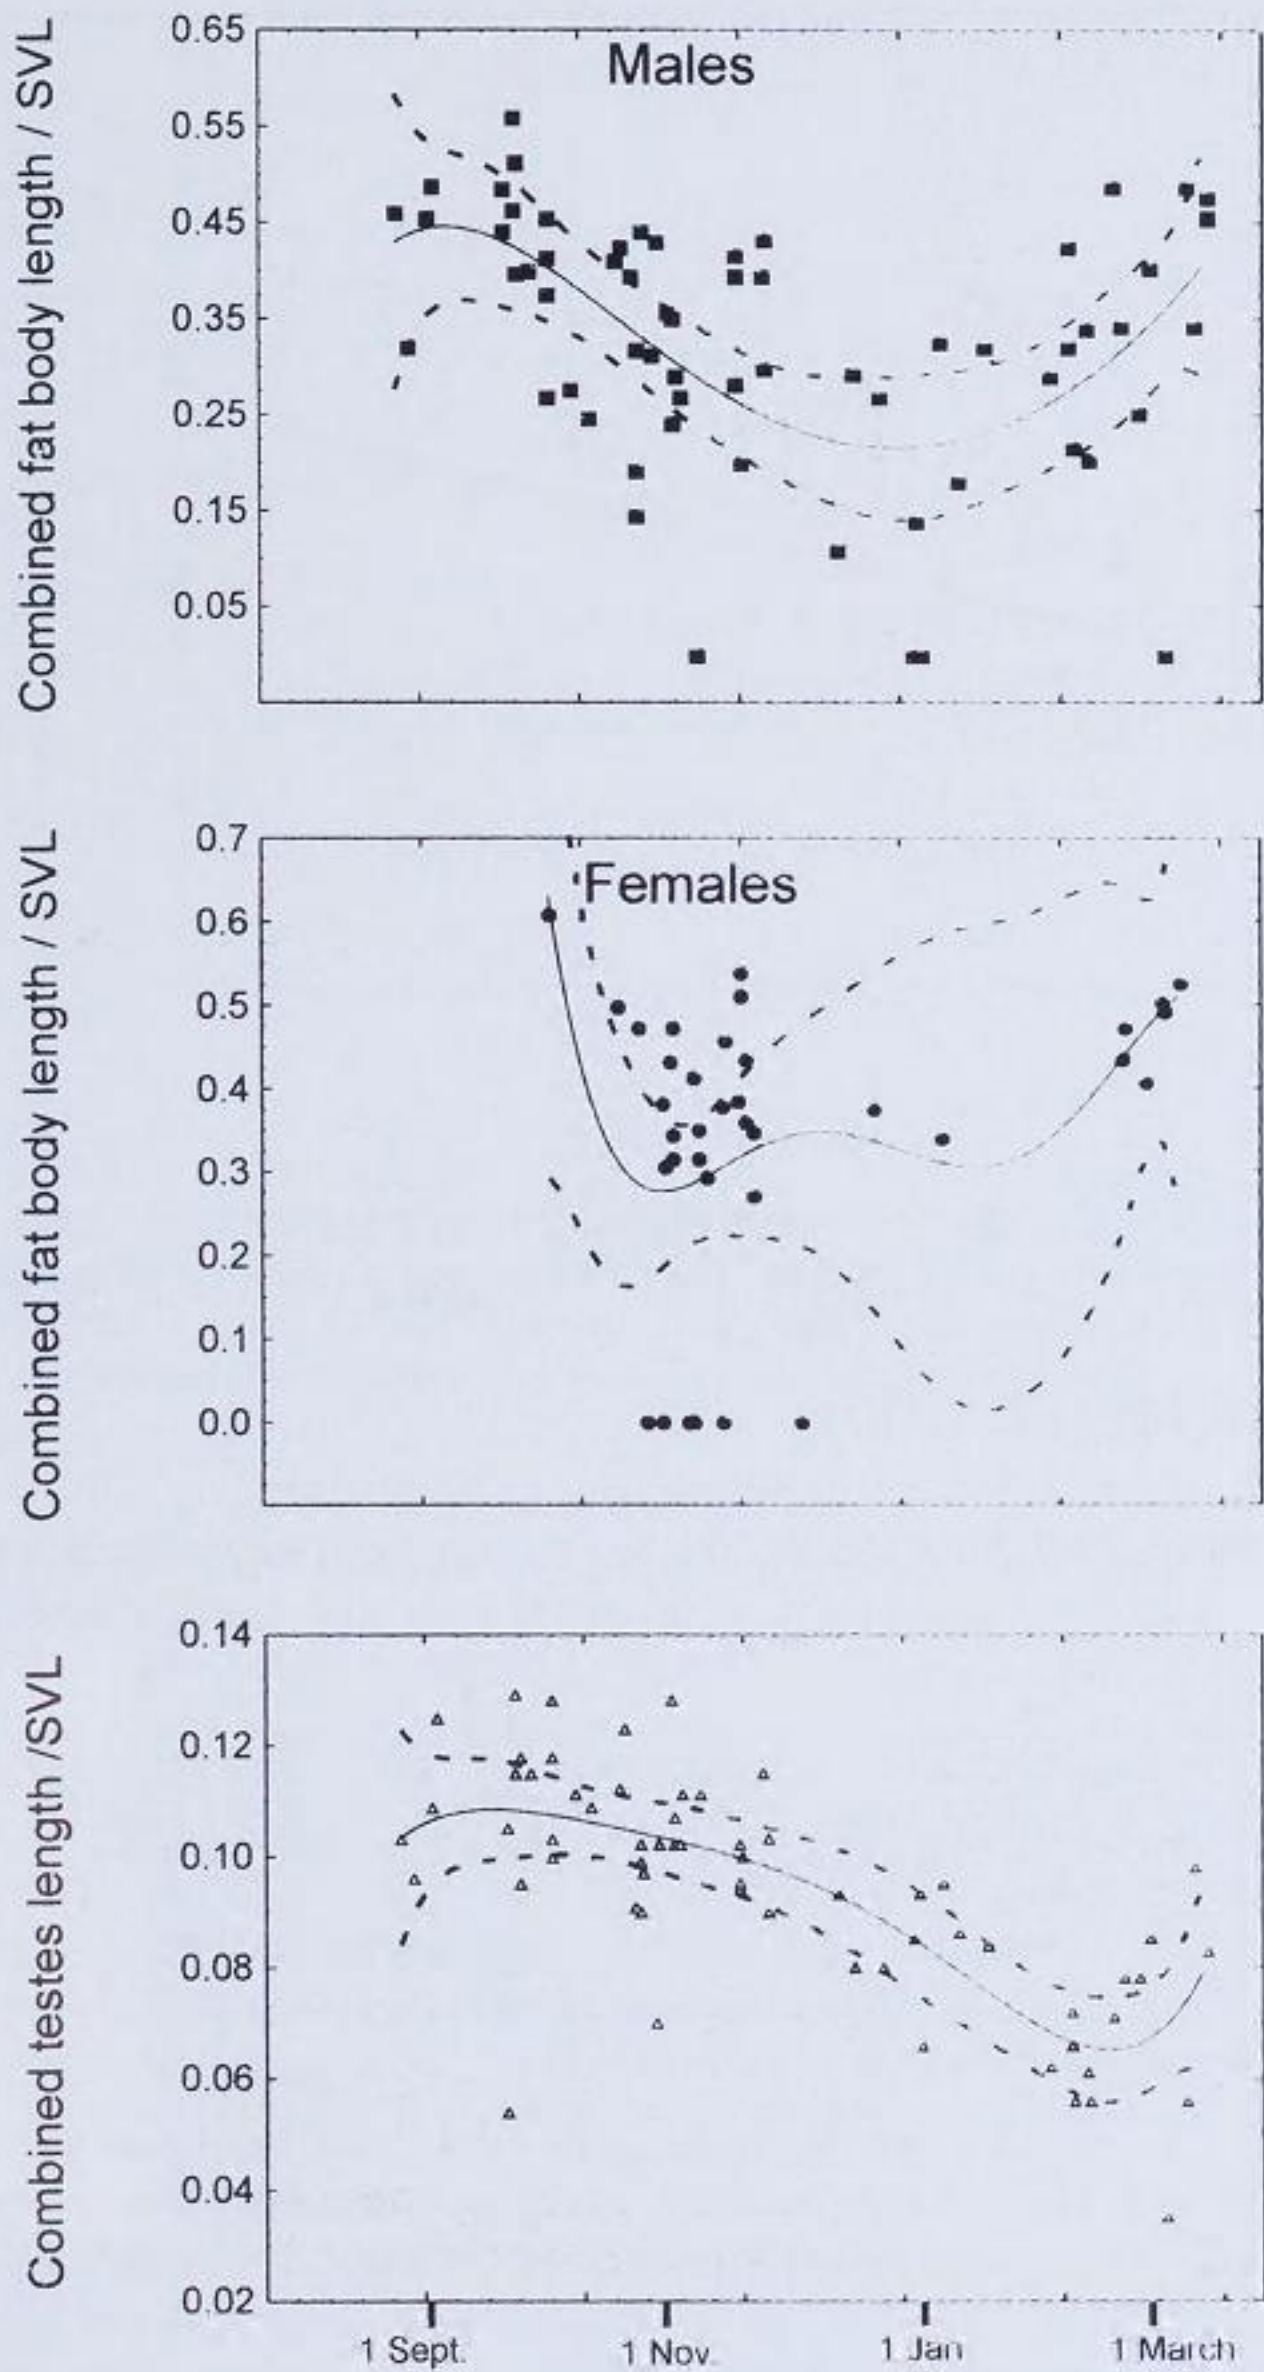 Males
Combined fat body length / SVL
0.65
0.55
0.45
0.35
0.25
0.15
0.05
Females
Combined fat body length / SVL
0.7
0.6
0.5
0.4
0.3
0.2
0.1
0.0
Combined testes length /SVL
0.14
0.12
0.10
0.08
0.06
0.04
0.02
1 Sept.
1 Nov.
1 Jan
1 March